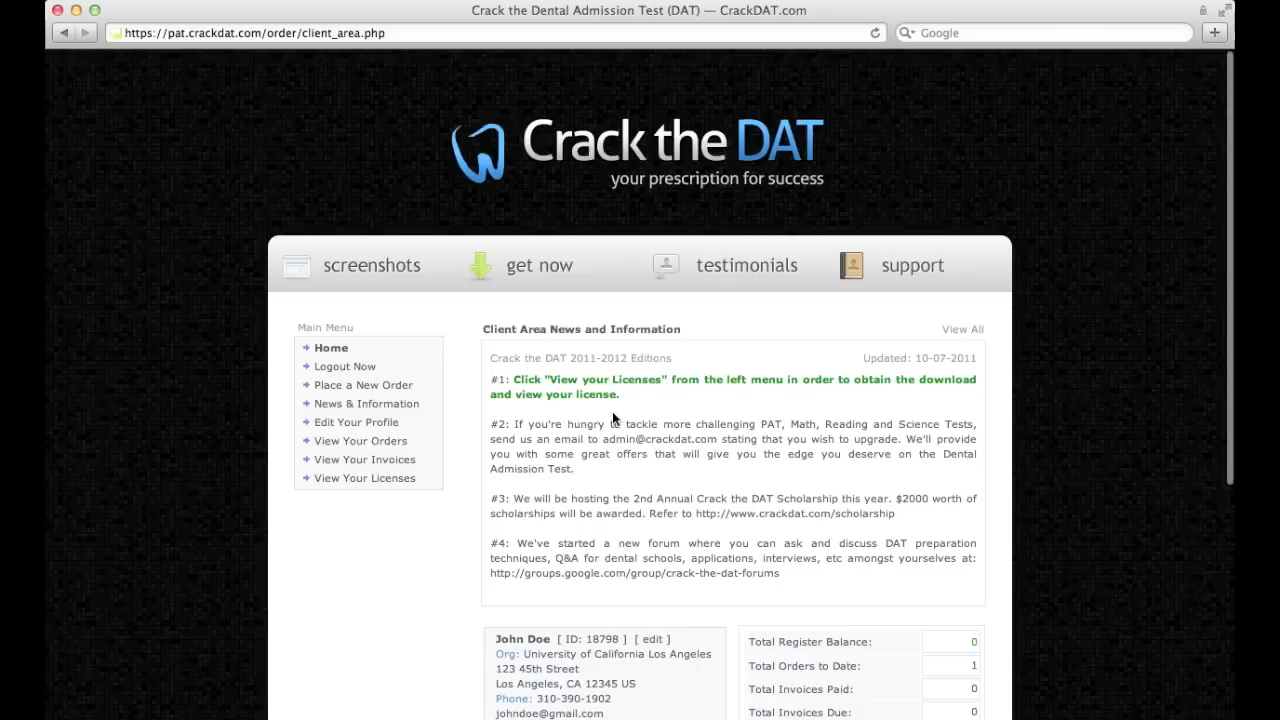 Crack the Dental Admission Test (DAT) — CrackDAT.com
https://pat.crackdat.com/order/client_area.php
Google
Crack the DAT
your prescription for success
screenshots
get now
testimonials
support
Main Menu
Home
Logout Now
Place a New Order
News & Information
Edit Your Profile
View Your Orders
View Your Invoices
View Your Licenses
Client Area News and Information
View All
Crack the DAT 2011-2012 Editions
Updated: 10-07-2011
#1: Click "View your Licenses" from the left menu in order to obtain the download
and view your license.
#2: If you're hungry to tackle more challenging PAT, Math, Reading and Science Tests,
send us an email to admin@crackdat.com stating that you wish to upgrade. We'll provide
you with some great offers that will give you the edge you deserve on the Dental
Admission Test.
#3: We will be hosting the 2nd Annual Crack the DAT Scholarship this year. $2000 worth of
scholarships will be awarded. Refer to http://www.crackdat.com/scholarship
#4: We've started a new forum where you can ask and discuss DAT preparation
techniques, Q&A for dental schools, applications, interviews, etc amongst yourselves at:
http://groups.google.com/group/crack-the-dat-forums
John Doe [ ID: 18798 ] [ edit ]
Org: University of California Los Angeles
123 45th Street
Los Angeles, CA 12345 US
Phone: 310-390-1902
johndoe@gmail.com
Total Register Balance: 0
Total Orders to Date: 1
Total Invoices Paid: 0
Total Invoices Due: 0